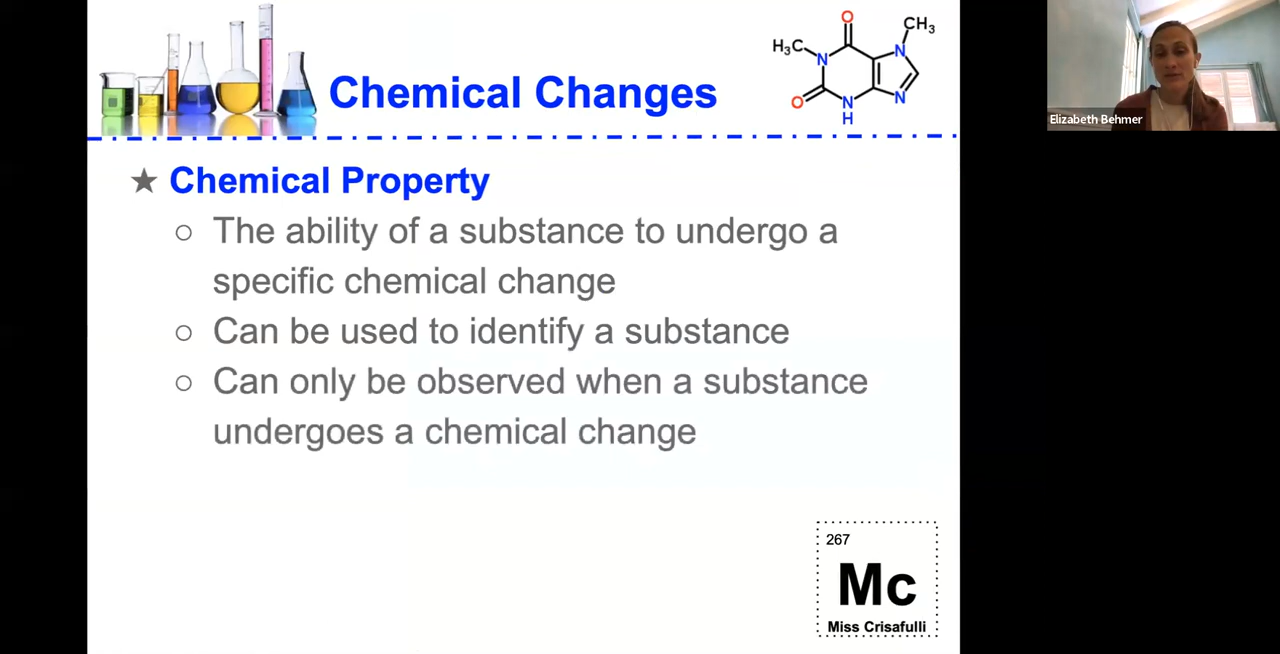 Chemical Changes
O
CH3
H3C
N
N
O
N
H
N
Elizabeth Behmer
★ Chemical Property
○ The ability of a substance to undergo a
specific chemical change
○ Can be used to identify a substance
○ Can only be observed when a substance
undergoes a chemical change
267
Mc
Miss Crisafulli